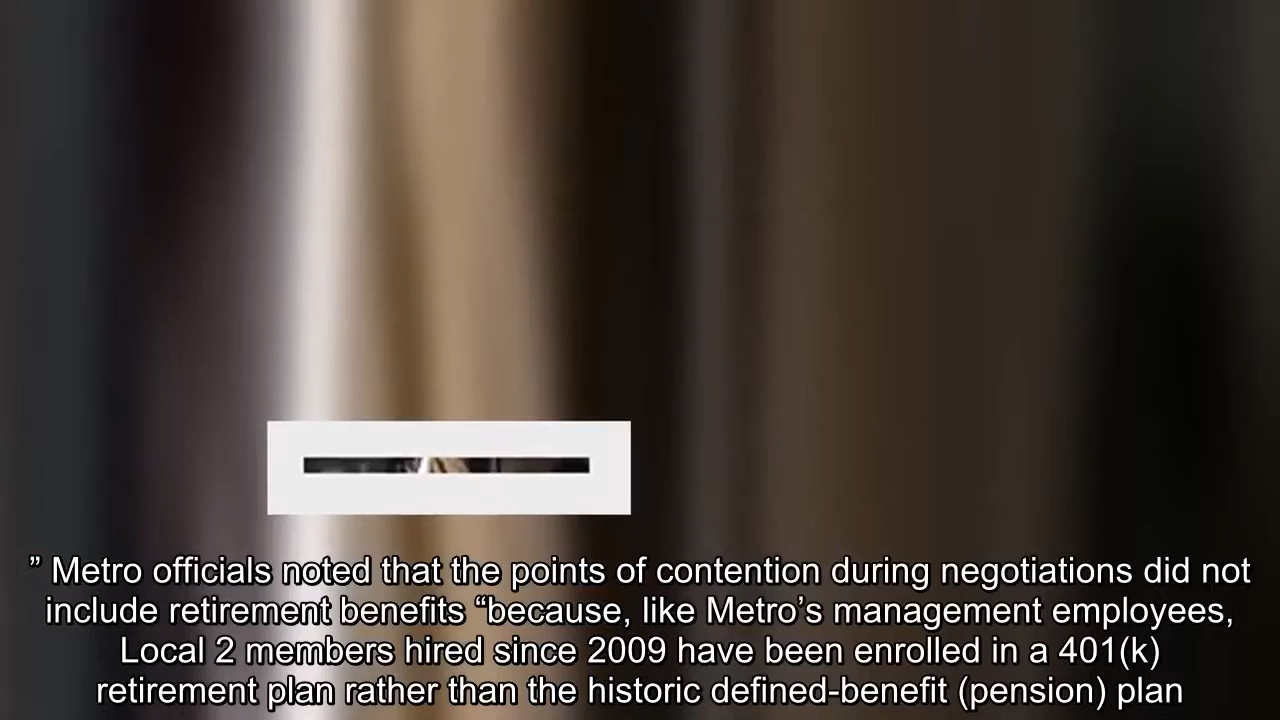 ” Metro officials noted that the points of contention during negotiations did not
include retirement benefits “because, like Metro’s management employees,
Local 2 members hired since 2009 have been enrolled in a 401(k)
retirement plan rather than the historic defined-benefit (pension) plan